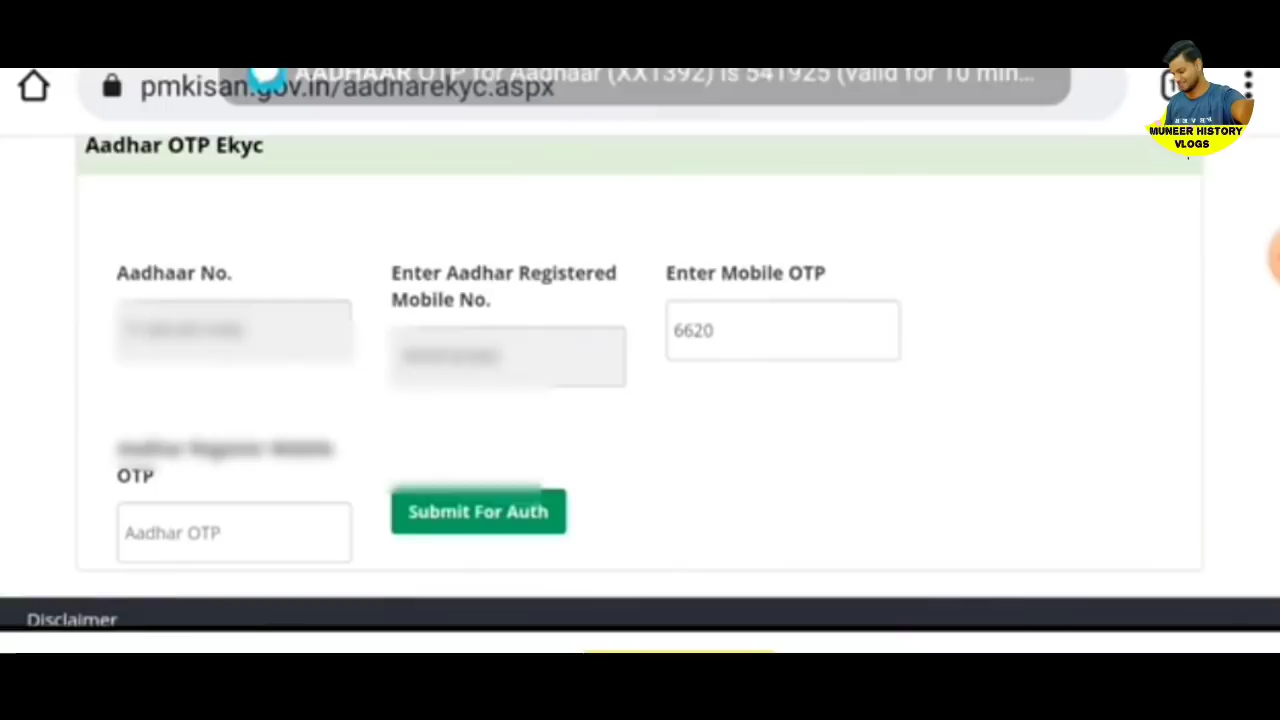 AADHAAR OTP for Aadhaar (XX1392) is 541925 (valid for 10 min...
pmkisan.gov.in/aadharekyc.aspx
MUNEER HISTORY
VLOGS
Aadhar OTP Ekyc
Aadhaar No.
Enter Aadhar Registered
Mobile No.
Enter Mobile OTP
6620
OTP
Aadhar OTP
Submit For Auth
Disclaimer